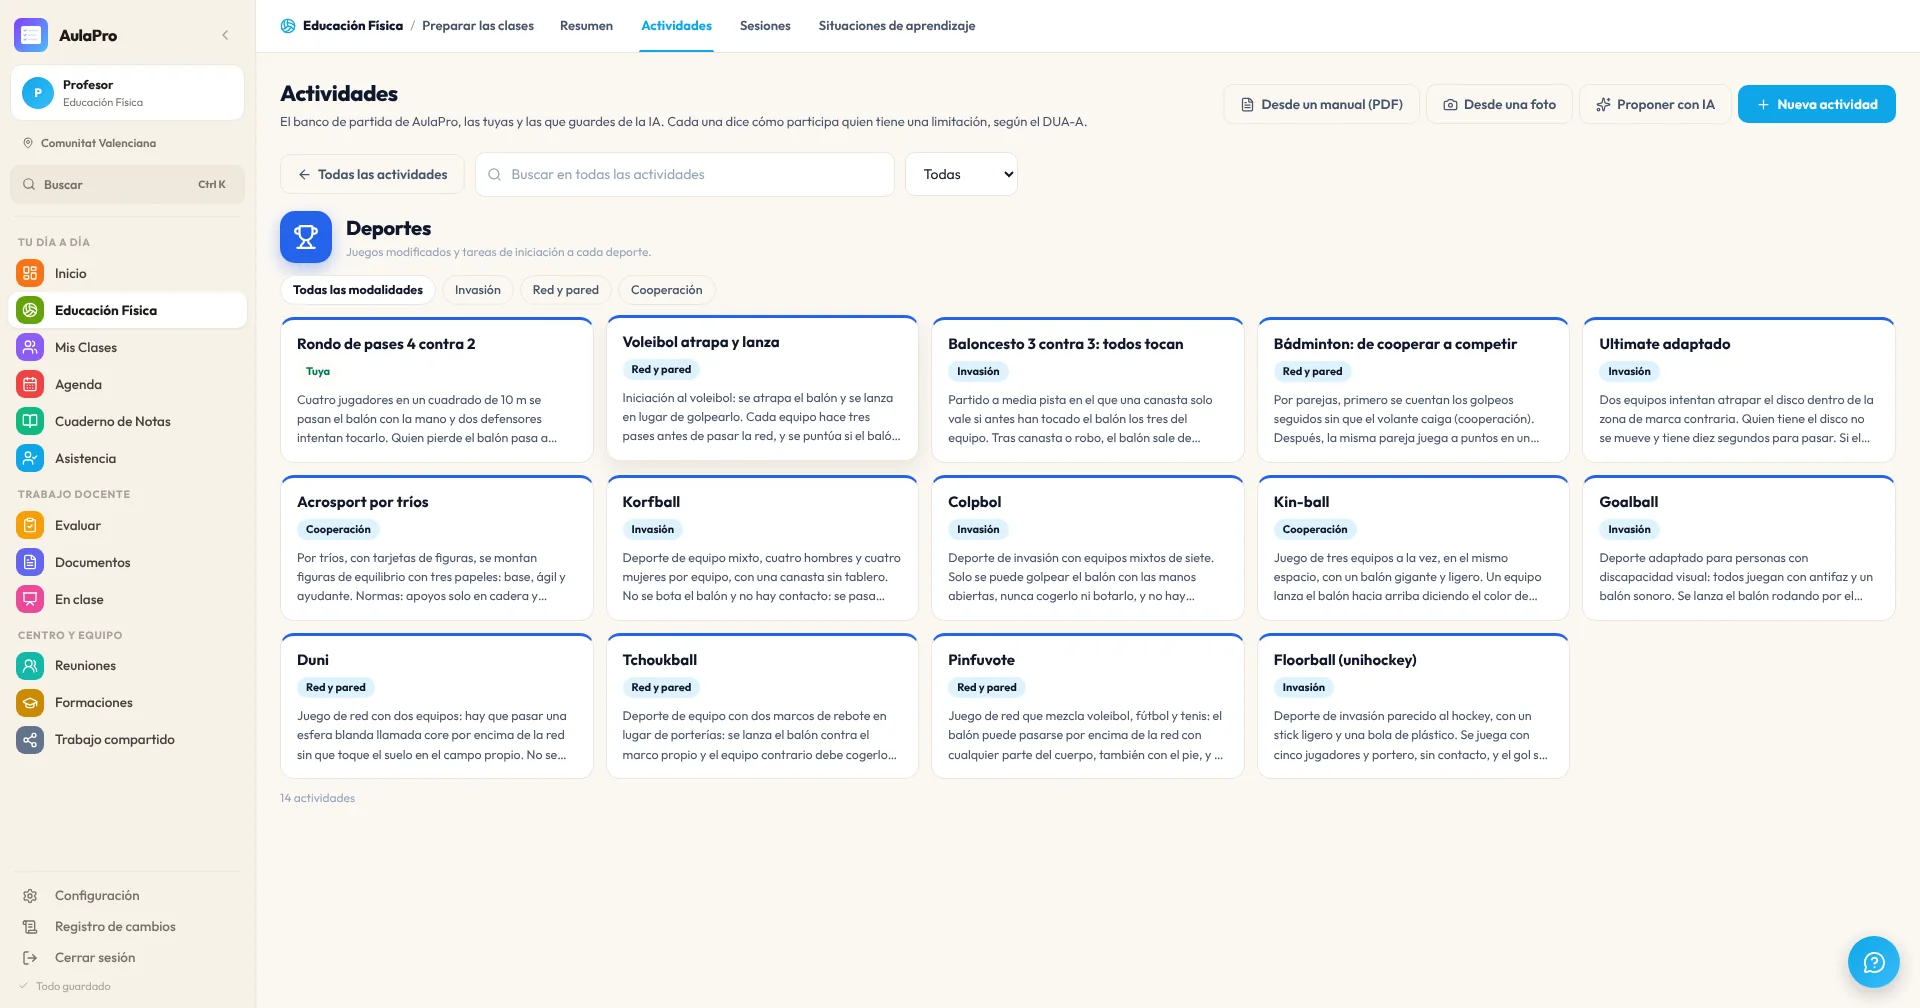 AulaPro
P
Profesor
Educación Física
Comunitat Valenciana
Buscar
Ctrl K
TU DÍA A DÍA
Inicio
Educación Física
Mis Clases
Agenda
Cuaderno de Notas
Asistencia
TRABAJO DOCENTE
Evaluar
Documentos
En clase
CENTRO Y EQUIPO
Reuniones
Formaciones
Trabajo compartido
Configuración
Registro de cambios
Cerrar sesión
Todo guardado
Educación Física / Preparar las clases
Resumen
Actividades
Sesiones
Situaciones de aprendizaje
Actividades
El banco de partida de AulaPro, las tuyas y las que guardes de la IA. Cada una dice cómo participa quien tiene una limitación, según el DUA-A.
Desde un manual (PDF)
Desde una foto
Proponer con IA
Nueva actividad
Todas las actividades
Buscar en todas las actividades
Todas
Deportes
Juegos modificados y tareas de iniciación a cada deporte.
Todas las modalidades
Invasión
Red y pared
Cooperación
Rondo de pases 4 contra 2
Tuya
Cuatro jugadores en un cuadrado de 10 m se
pasan el balón con la mano y dos defensores
intentan tocarlo. Quien pierde el balón pasa a...
Voleibol atrapa y lanza
Red y pared
Iniciación al voleibol: se atrapa el balón y se lanza
en lugar de golpearlo. Cada equipo hace tres
pases antes de pasar la red, y se puntúa si el baló...
Baloncesto 3 contra 3: todos tocan
Invasión
Partido a media pista en el que una canasta solo
vale si antes han tocado el balón los tres del
equipo. Tras canasta o robo, el balón sale de...
Bádminton: de cooperar a competir
Red y pared
Por parejas, primero se cuentan los golpeos
seguidos sin que el volante caiga (cooperación).
Después, la misma pareja juega a puntos en un...
Ultimate adaptado
Invasión
Dos equipos intentan atrapar el disco dentro de la
zona de marca contraria. Quien tiene el disco no
se mueve y tiene diez segundos para pasar. Si el...
Acrosport por tríos
Cooperación
Por tríos, con tarjetas de figuras, se montan
figuras de equilibrio con tres papeles: base, ágil y
ayudante. Normas: apoyos solo en cadera y...
Korfball
Invasión
Deporte de equipo mixto, cuatro hombres y cuatro
mujeres por equipo, con una canasta sin tablero.
No se bota el balón y no hay contacto: se pasa...
Colpbol
Invasión
Deporte de invasión con equipos mixtos de siete.
Solo se puede golpear el balón con las manos
abiertas, nunca cogerlo ni botarlo, y no hay...
Kin-ball
Cooperación
Juego de tres equipos a la vez, en el mismo
espacio, con un balón gigante y ligero. Un equipo
lanza el balón hacia arriba diciendo el color de...
Goalball
Invasión
Deporte adaptado para personas con
discapacidad visual: todos juegan con antifaz y un
balón sonoro. Se lanza el balón rodando por el...
Duni
Red y pared
Juego de red con dos equipos: hay que pasar una
esfera blanda llamada core por encima de la red
sin que toque el suelo en el campo propio. No se...
Tchoukball
Red y pared
Deporte de equipo con dos marcos de rebote en
lugar de porterías: se lanza el balón contra el
marco propio y el equipo contrario debe cogerlo...
Pinfuvote
Red y pared
Juego de red que mezcla voleibol, fútbol y tenis: el
balón puede pasarse por encima de la red con
cualquier parte del cuerpo, también con el pie, y ...
Floorball (unihockey)
Invasión
Deporte de invasión parecido al hockey, con un
stick ligero y una bola de plástico. Se juega con
cinco jugadores y portero, sin contacto, y el gol s...
14 actividades